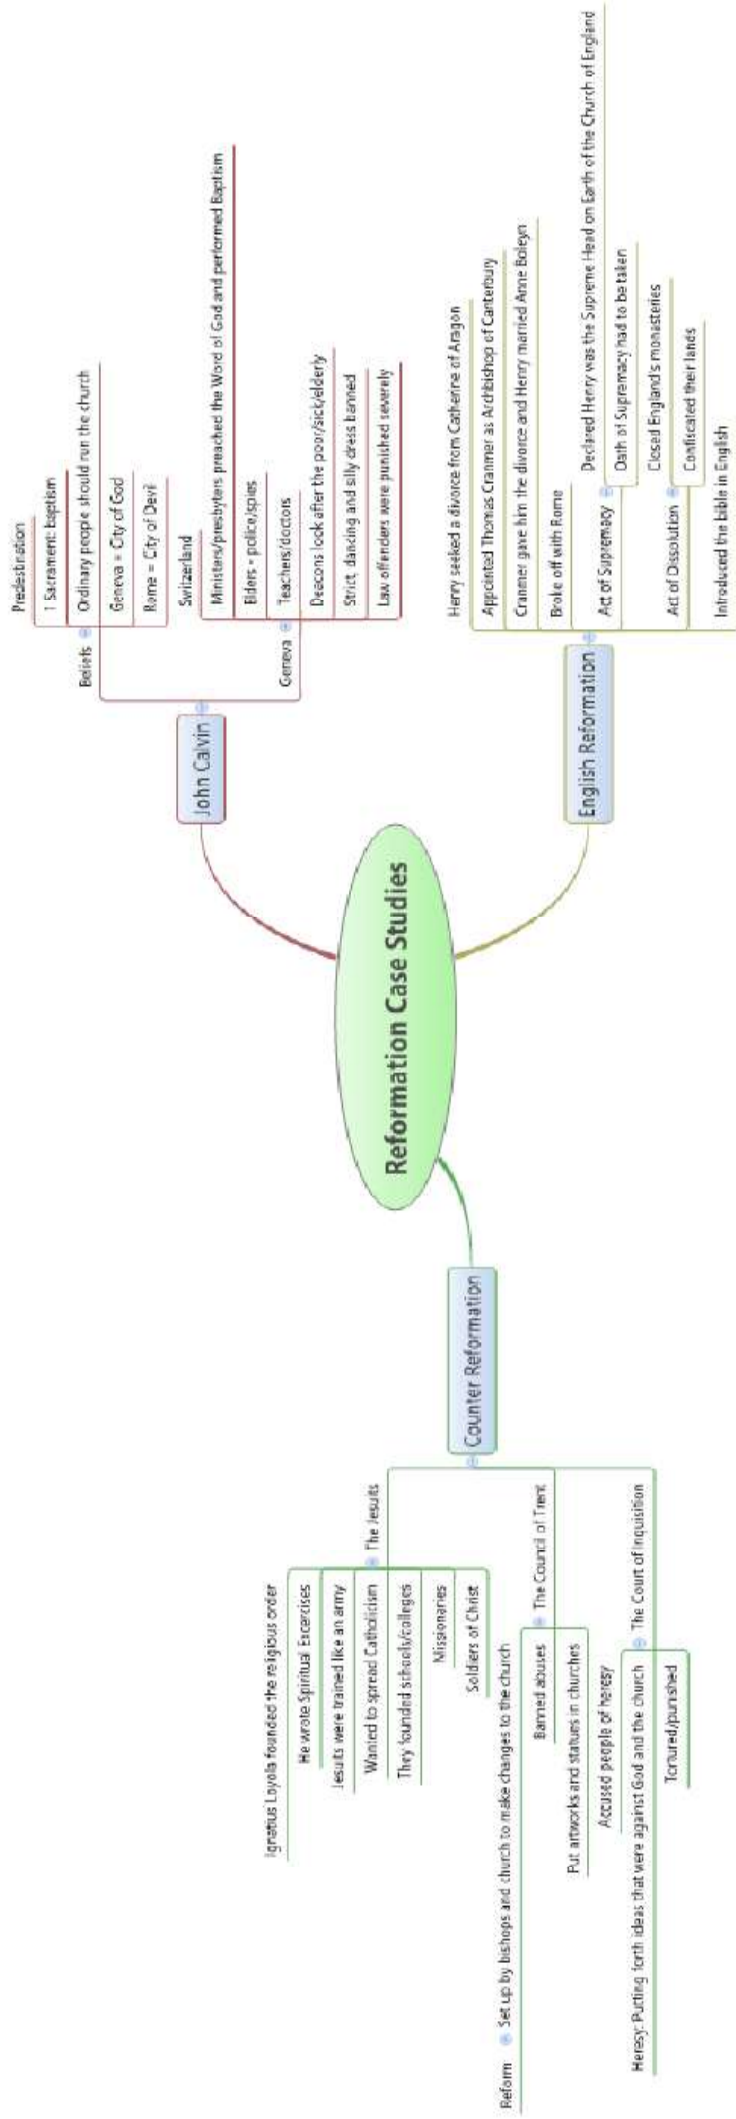 Reformation Case Studies
John Calvin
Beliefs
Predestination
1 Sacrament: baptism
Ordinary people should run the church
Geneva = City of God
Rome = City of Devil
Geneva
Switzerland
Ministers/presbyters preached the Word of God and performed Baptism
Elders = police/spies
Teachers/doctors
Deacons look after the poor/sick/elderly
Strict, dancing and silly dress banned
Law offenders were punished severely
English Reformation
Henry seeked a divorce from Catherine of Aragon
Appointed Thomas Cranmer as Archbishop of Canterbury
Cranmer gave him the divorce and Henry married Anne Boleyn
Broke off with Rome
Act of Supremacy
Declared Henry was the Supreme Head on Earth of the Church of England
Oath of Supremacy had to be taken
Act of Dissolution
Closed England's monasteries
Confiscated their lands
Introduced the bible in English
Counter Reformation
The Jesuits
Ignatius Loyola founded the religious order
He wrote Spiritual Excercises
Jesuits were trained like an army
Wanted to spread Catholicism
They founded schools/colleges
Missionaries
Soldiers of Christ
The Council of Trent
Set up by bishops and church to make changes to the church
Reform
Banned abuses
Put artworks and statues in churches
The Court of Inquisition
Accused people of heresy
Heresy: Putting forth ideas that were against God and the church
Tortured/punished